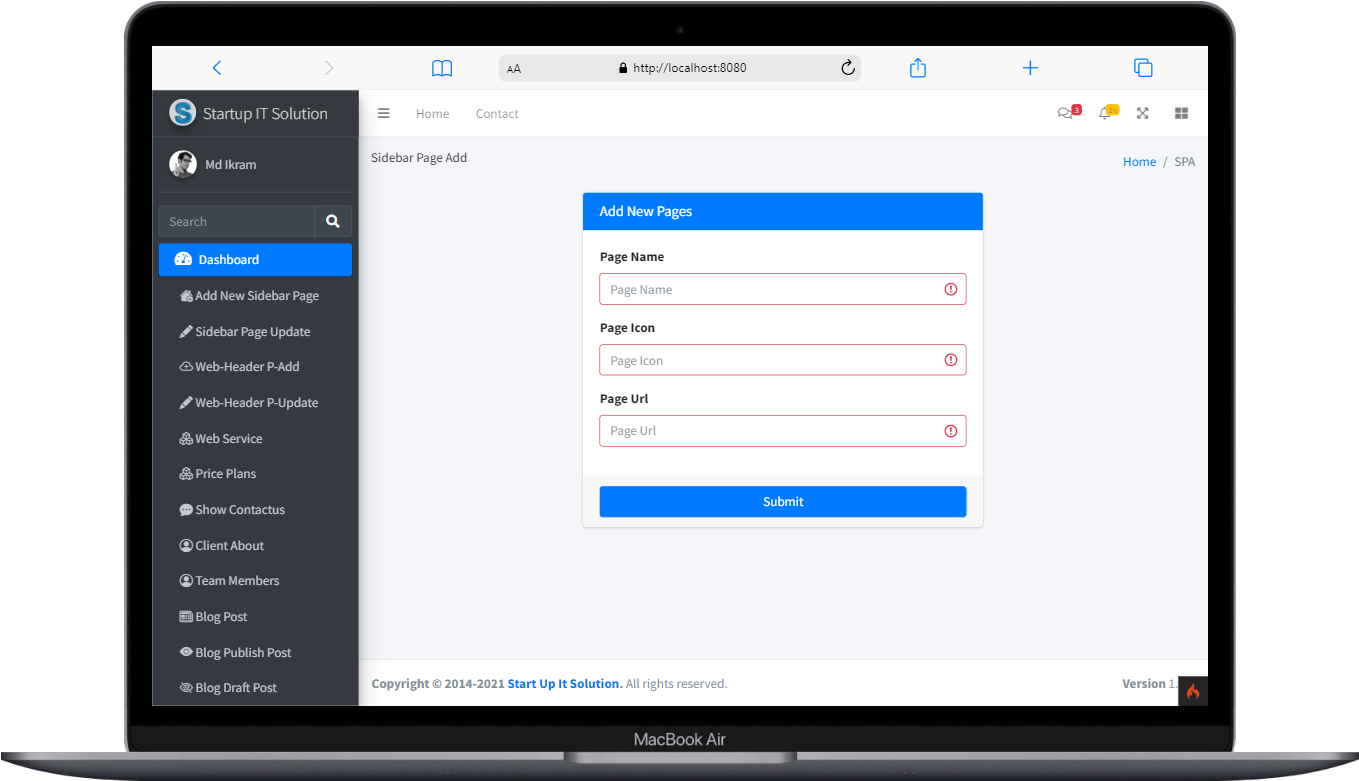 AA http://localhost:8080
S Startup IT Solution
Home Contact
3
15
Md Ikram
Sidebar Page Add
Home / SPA
Search
Dashboard
Add New Sidebar Page
Sidebar Page Update
Web-Header P-Add
Web-Header P-Update
Web Service
Price Plans
Show Contactus
Client About
Team Members
Blog Post
Blog Publish Post
Blog Draft Post
Add New Pages
Page Name
Page Name
Page Icon
Page Icon
Page Url
Page Url
Submit
Copyright © 2014-2021 Start Up It Solution. All rights reserved.
Version 1.
MacBook Air